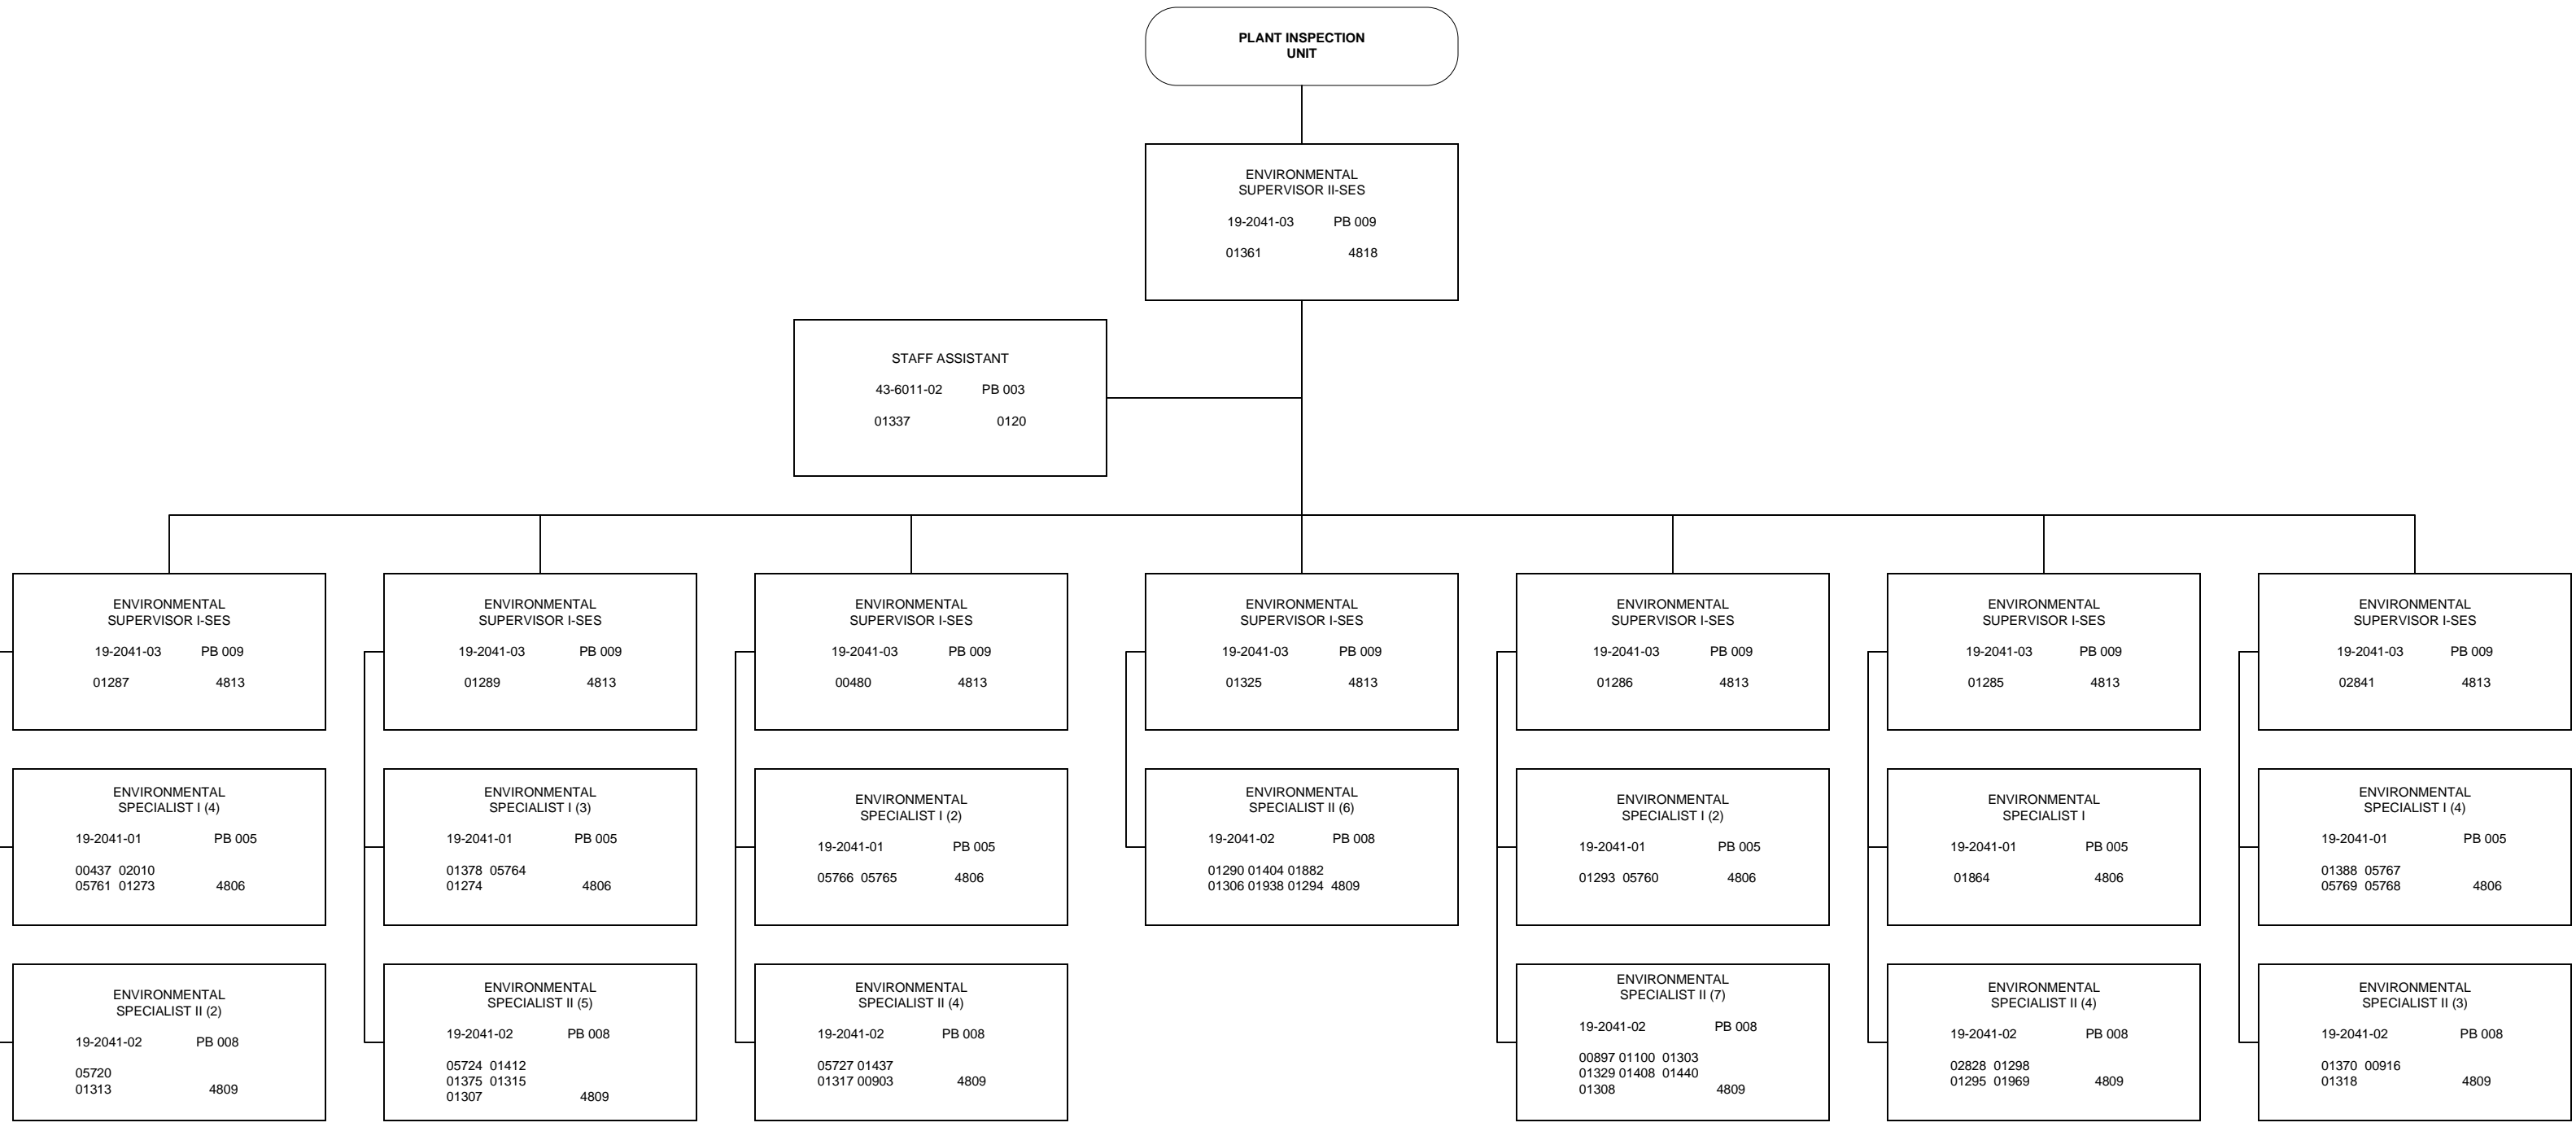 PLANT INSPECTION
UNIT
ENVIRONMENTAL
SUPERVISOR II-SES
19-2041-03 PB 009
01361 4818
STAFF ASSISTANT
43-6011-02 PB 003
01337 0120
ENVIRONMENTAL
SUPERVISOR I-SES
19-2041-03 PB 009
01287 4813
ENVIRONMENTAL
SUPERVISOR I-SES
19-2041-03 PB 009
01289 4813
ENVIRONMENTAL
SUPERVISOR I-SES
19-2041-03 PB 009
00480 4813
ENVIRONMENTAL
SUPERVISOR I-SES
19-2041-03 PB 009
01325 4813
ENVIRONMENTAL
SUPERVISOR I-SES
19-2041-03 PB 009
01286 4813
ENVIRONMENTAL
SUPERVISOR I-SES
19-2041-03 PB 009
01285 4813
ENVIRONMENTAL
SUPERVISOR I-SES
19-2041-03 PB 009
02841 4813
ENVIRONMENTAL
SPECIALIST I (4)
19-2041-01 PB 005
00437 02010
05761 01273 4806
ENVIRONMENTAL
SPECIALIST I (3)
19-2041-01 PB 005
01378 05764
01274 4806
ENVIRONMENTAL
SPECIALIST I (2)
19-2041-01 PB 005
05766 05765 4806
ENVIRONMENTAL
SPECIALIST II (6)
19-2041-02 PB 008
01290 01404 01882
01306 01938 01294 4809
ENVIRONMENTAL
SPECIALIST I (2)
19-2041-01 PB 005
01293 05760 4806
ENVIRONMENTAL
SPECIALIST I
19-2041-01 PB 005
01864 4806
ENVIRONMENTAL
SPECIALIST I (4)
19-2041-01 PB 005
01388 05767
05769 05768 4806
ENVIRONMENTAL
SPECIALIST II (2)
19-2041-02 PB 008
05720
01313 4809
ENVIRONMENTAL
SPECIALIST II (5)
19-2041-02 PB 008
05724 01412
01375 01315
01307 4809
ENVIRONMENTAL
SPECIALIST II (4)
19-2041-02 PB 008
05727 01437
01317 00903 4809
ENVIRONMENTAL
SPECIALIST II (7)
19-2041-02 PB 008
00897 01100 01303
01329 01408 01440
01308 4809
ENVIRONMENTAL
SPECIALIST II (4)
19-2041-02 PB 008
02828 01298
01295 01969 4809
ENVIRONMENTAL
SPECIALIST II (3)
19-2041-02 PB 008
01370 00916
01318 4809